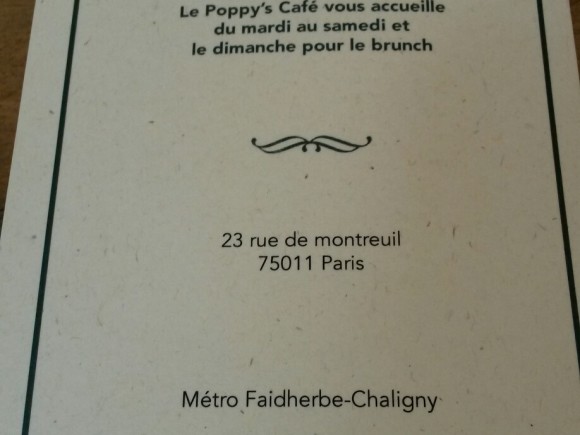 Le Poppy's Café vous accueille
du mardi au samedi et
le dimanche pour le brunch
23 rue de montreuil
75011 Paris
Métro Faidherbe-Chaligny